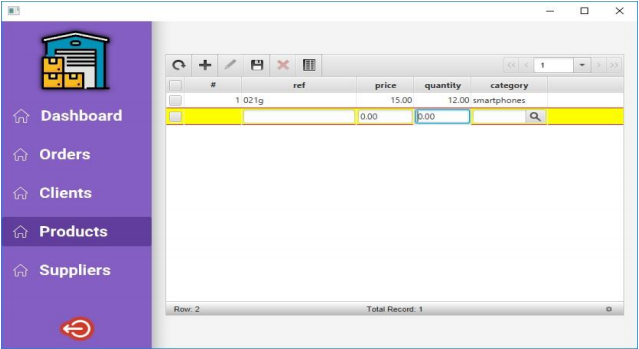 << < 1 > >>
# ref price quantity category
1 021g 15.00 12.00 smartphones
0.00 0.00
Dashboard
Orders
Clients
Products
Suppliers
Row: 2 Total Record: 1